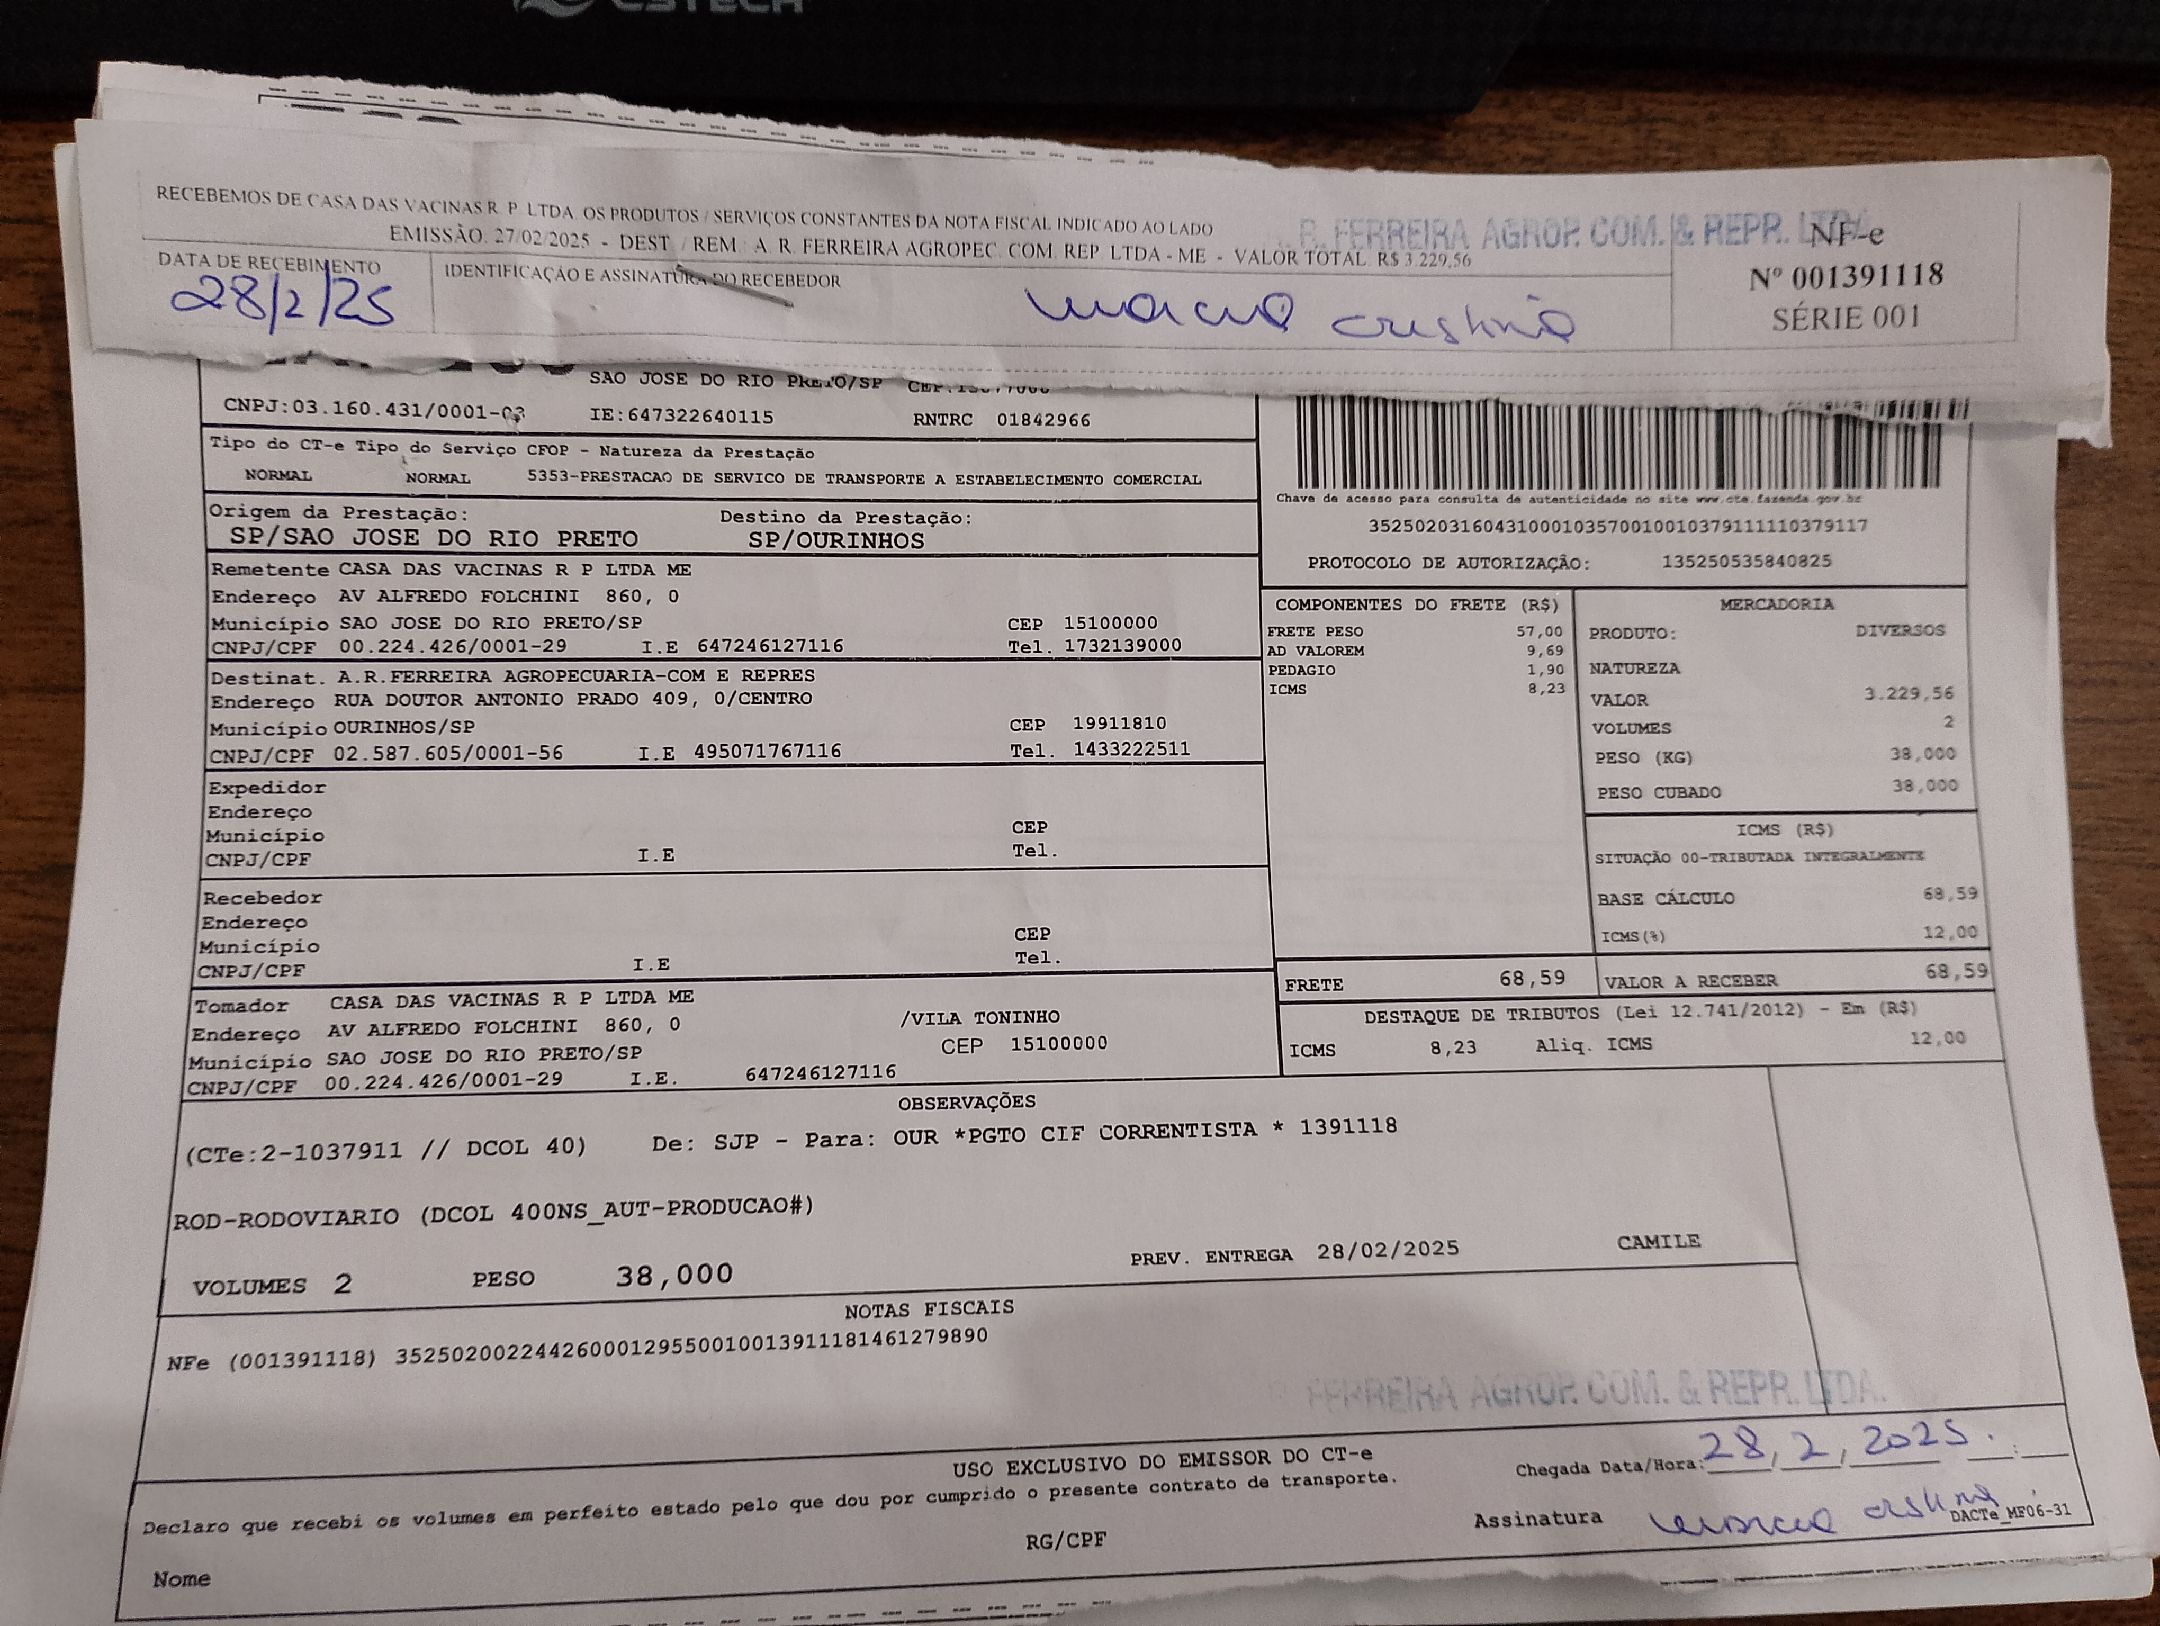 RECEBEMOS DE CASA DAS VACINAS R. P. LTDA. OS PRODUTOS / SERVIÇOS CONSTANTES DA NOTA FISCAL INDICADO AO LADO
EMISSÃO: 27/02/2025 - DEST. / REM.: A. R. FERREIRA AGROPEC. COM. REP. LTDA - ME - VALOR TOTAL: R$ 3.229,56
R. FERREIRA AGROP. COM. & REPR. LTDA.
NF-e
Nº 001391118
SÉRIE 001
DATA DE RECEBIMENTO
28/2/25
IDENTIFICAÇÃO E ASSINATURA DO RECEBEDOR
SAO JOSE DO RIO PRETO/SP
CNPJ:03.160.431/0001-03 IE:647322640115 RNTRC 01842966
Tipo do CT-e Tipo do Serviço CFOP - Natureza da Prestação
NORMAL NORMAL 5353-PRESTACAO DE SERVICO DE TRANSPORTE A ESTABELECIMENTO COMERCIAL
Chave de acesso para consulta de autenticidade no site www.cte.fazenda.gov.br
35250203160431000103570010010379111110379117
PROTOCOLO DE AUTORIZAÇÃO: 135250535840825
Origem da Prestação: Destino da Prestação:
SP/SAO JOSE DO RIO PRETO SP/OURINHOS
Remetente CASA DAS VACINAS R P LTDA ME
Endereço AV ALFREDO FOLCHINI 860, 0
Município SAO JOSE DO RIO PRETO/SP CEP 15100000
CNPJ/CPF 00.224.426/0001-29 I.E 647246127116 Tel. 1732139000
Destinat. A.R.FERREIRA AGROPECUARIA-COM E REPRES
Endereço RUA DOUTOR ANTONIO PRADO 409, 0/CENTRO
Município OURINHOS/SP CEP 19911810
CNPJ/CPF 02.587.605/0001-56 I.E 495071767116 Tel. 1433222511
Expedidor
Endereço
Município CEP
CNPJ/CPF I.E Tel.
Recebedor
Endereço
Município CEP
CNPJ/CPF I.E Tel.
Tomador CASA DAS VACINAS R P LTDA ME
Endereço AV ALFREDO FOLCHINI 860, 0 /VILA TONINHO
Município SAO JOSE DO RIO PRETO/SP CEP 15100000
CNPJ/CPF 00.224.426/0001-29 I.E. 647246127116
COMPONENTES DO FRETE (R$)
FRETE PESO 57,00
AD VALOREM 9,69
PEDAGIO 1,90
ICMS 8,23
MERCADORIA
PRODUTO: DIVERSOS
NATUREZA
VALOR 3.229,56
VOLUMES 2
PESO (KG) 38,000
PESO CUBADO 38,000
ICMS (R$)
SITUAÇÃO 00-TRIBUTADA INTEGRALMENTE
BASE CÁLCULO 68,59
ICMS(%) 12,00
FRETE 68,59 VALOR A RECEBER 68,59
DESTAQUE DE TRIBUTOS (Lei 12.741/2012) - Em (R$)
ICMS 8,23 Aliq. ICMS 12,00
OBSERVAÇÕES
(CTe:2-1037911 // DCOL 40) De: SJP - Para: OUR *PGTO CIF CORRENTISTA * 1391118
ROD-RODOVIARIO (DCOL 400NS_AUT-PRODUCAO#)
VOLUMES 2 PESO 38,000 PREV. ENTREGA 28/02/2025 CAMILE
NOTAS FISCAIS
NFe (001391118) 35250200224426000129550010013911181461279890
FERREIRA AGROP. COM. & REPR. LTDA.
USO EXCLUSIVO DO EMISSOR DO CT-e
Declaro que recebi os volumes em perfeito estado pelo que dou por cumprido o presente contrato de transporte.
Chegada Data/Hora: 28, 2, 2025.
Nome RG/CPF Assinatura
DACTe_MF06-31